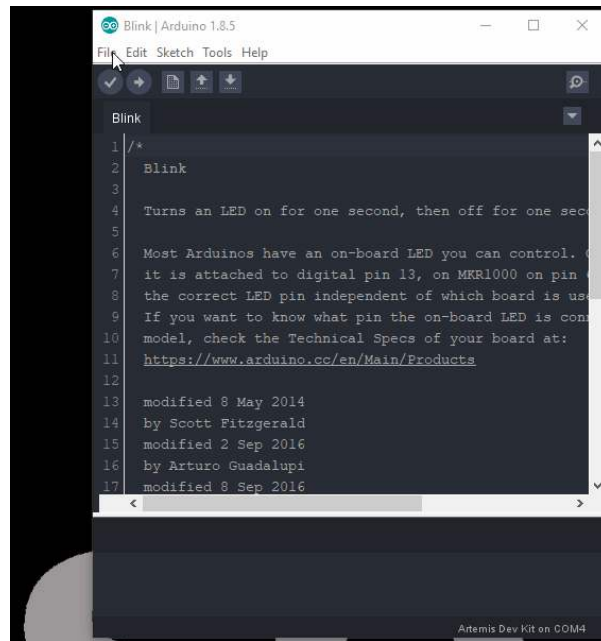 Blink | Arduino 1.8.5
File Edit Sketch Tools Help
Blink
1 /*
2 Blink
3
4 Turns an LED on for one second, then off for one seco
5
6 Most Arduinos have an on-board LED you can control.
7 it is attached to digital pin 13, on MKR1000 on pin
8 the correct LED pin independent of which board is use
9 If you want to know what pin the on-board LED is conn
10 model, check the Technical Specs of your board at:
11 https://www.arduino.cc/en/Main/Products
12
13 modified 8 May 2014
14 by Scott Fitzgerald
15 modified 2 Sep 2016
16 by Arturo Guadalupi
17 modified 8 Sep 2016
Artemis Dev Kit on COM4